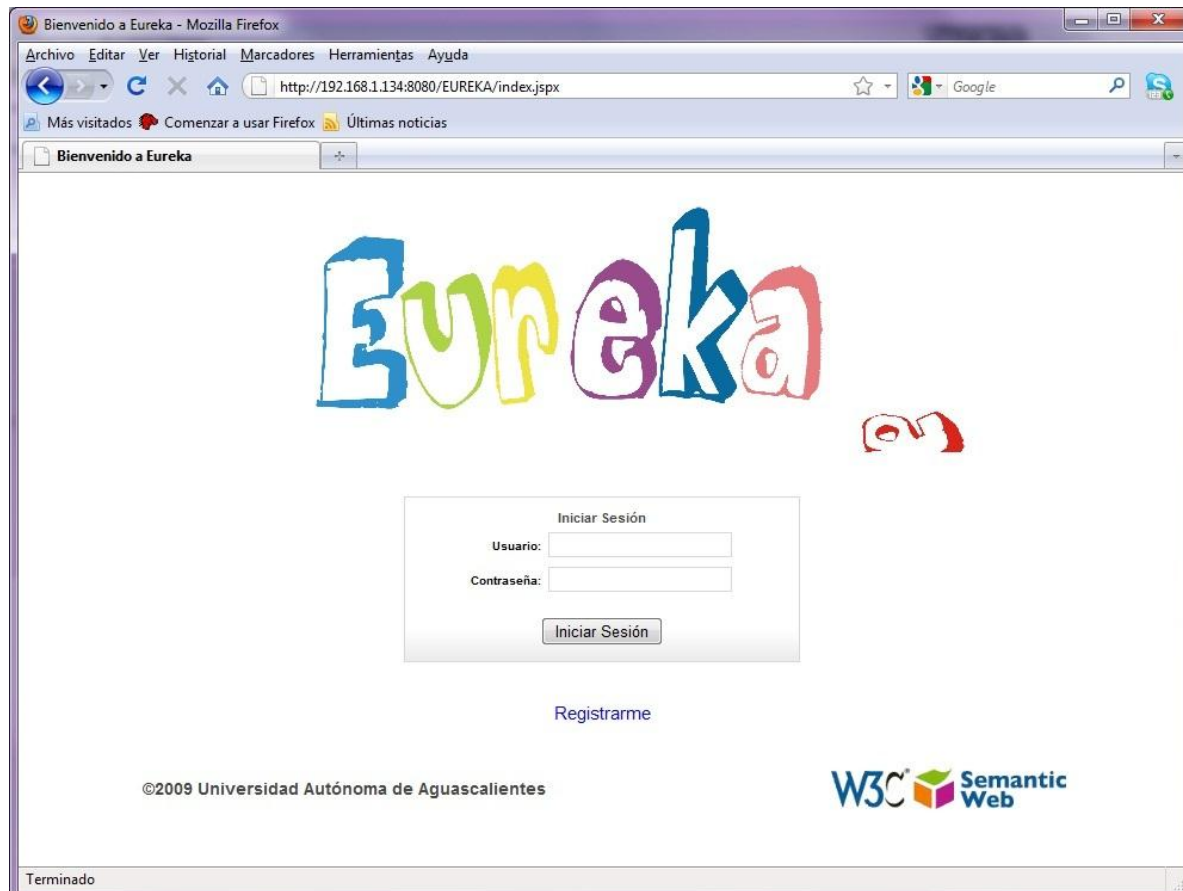 Bienvenido a Eureka - Mozilla Firefox
Archivo Editar Ver Historial Marcadores Herramientas Ayuda
http://192.168.1.134:8080/EUREKA/index.jspx
Google
Más visitados Comenzar a usar Firefox Últimas noticias
Bienvenido a Eureka
Eureka
Iniciar Sesión
Usuario:
Contraseña:
Iniciar Sesión
Registrarme
©2009 Universidad Autónoma de Aguascalientes
W3C Semantic
Web
Terminado